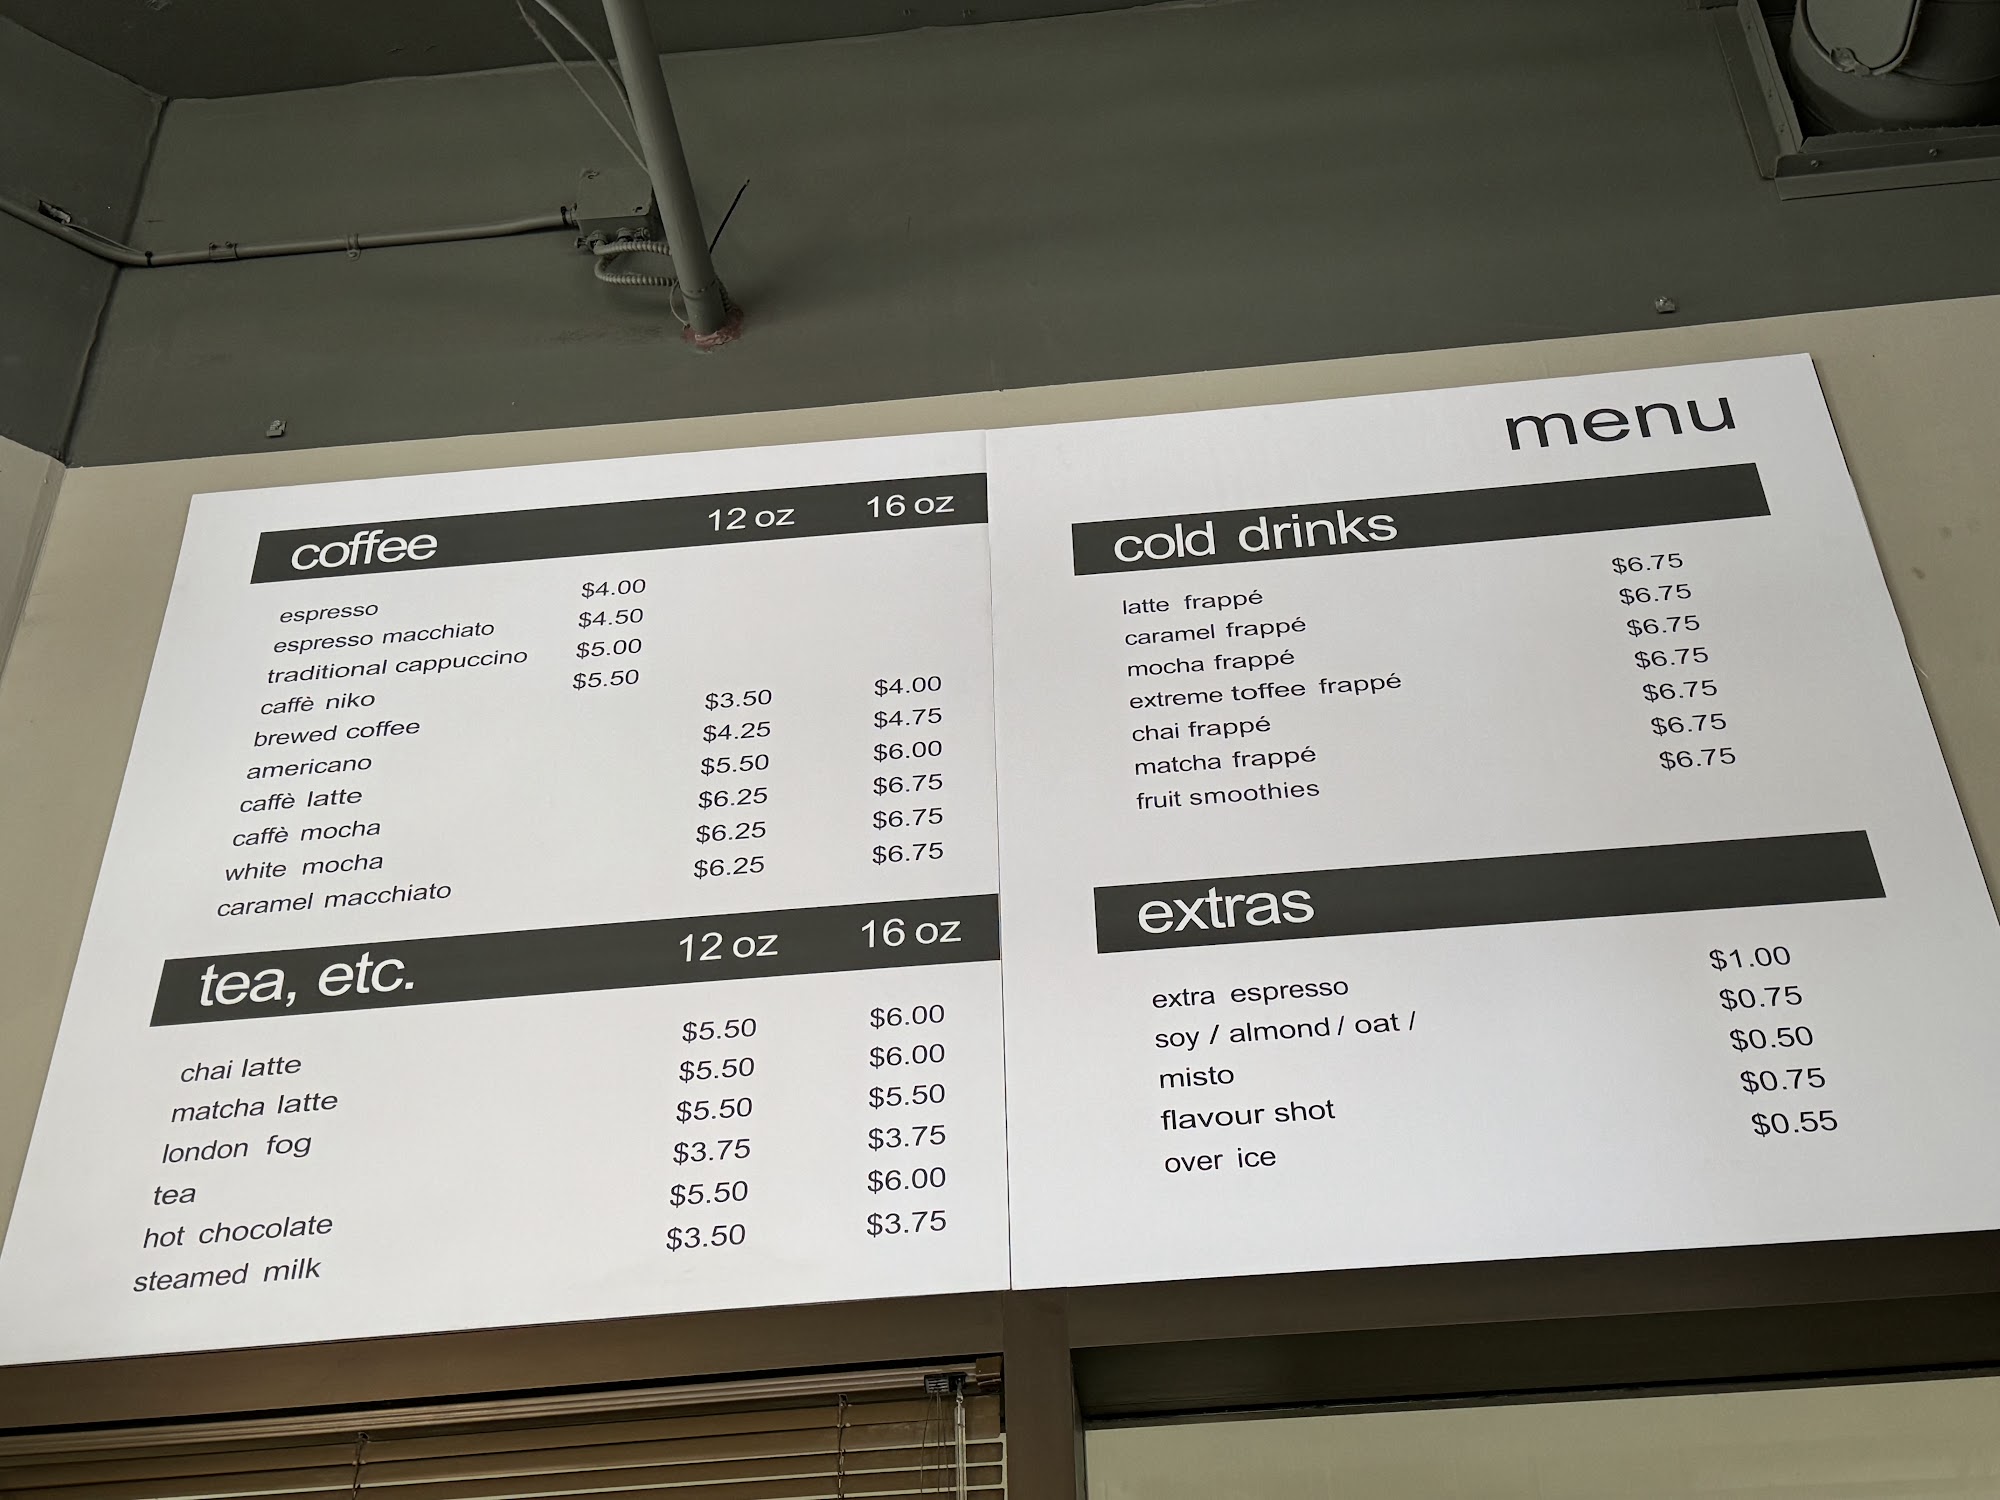 menu
coffee 12 oz 16 oz
espresso $4.00
espresso macchiato $4.50
traditional cappuccino $5.00
caffè niko $5.50
brewed coffee $3.50 $4.00
americano $4.25 $4.75
caffè latte $5.50 $6.00
caffè mocha $6.25 $6.75
white mocha $6.25 $6.75
caramel macchiato $6.25 $6.75
tea, etc. 12 oz 16 oz
chai latte $5.50 $6.00
matcha latte $5.50 $6.00
london fog $5.50 $5.50
tea $3.75 $3.75
hot chocolate $5.50 $6.00
steamed milk $3.50 $3.75
cold drinks
latte frappé $6.75
caramel frappé $6.75
mocha frappé $6.75
extreme toffee frappé $6.75
chai frappé $6.75
matcha frappé $6.75
fruit smoothies $6.75
extras
extra espresso $1.00
soy / almond / oat / $0.75
misto $0.50
flavour shot $0.75
over ice $0.55